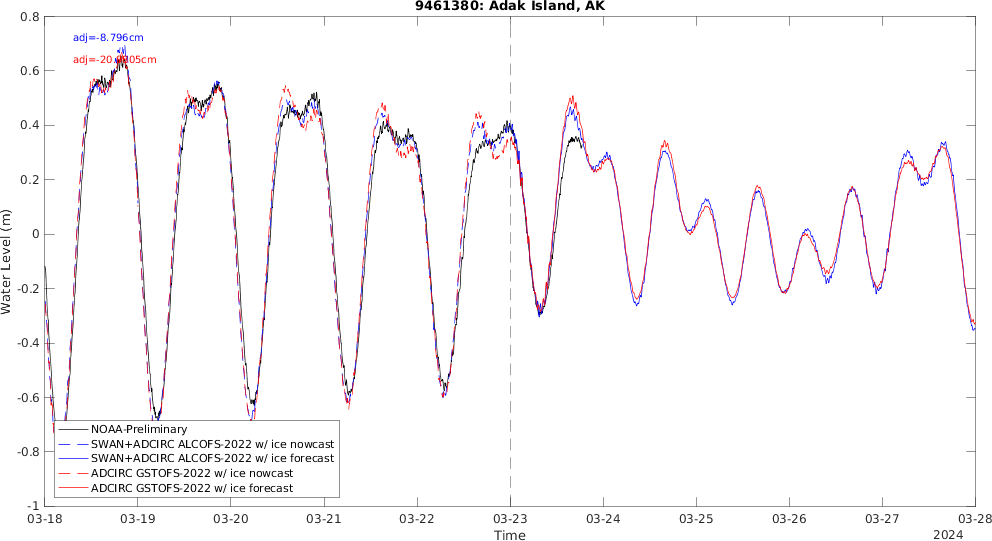 9461380: Adak Island, AK
adj=-8.796cm
Water Level (m)
0.8
0.6
0.4
0.2
0
-0.2
-0.4
-0.6
-0.8
-1
NOAA-Preliminary
SWAN+ADCIRC ALCOFS-2022 w/ ice nowcast
SWAN+ADCIRC ALCOFS-2022 w/ ice forecast
ADCIRC GSTOFS-2022 w/ ice nowcast
ADCIRC GSTOFS-2022 w/ ice forecast
03-18 03-19 03-20 03-21 03-22 03-23 03-24 03-25 03-26 03-27 03-28
Time
2024